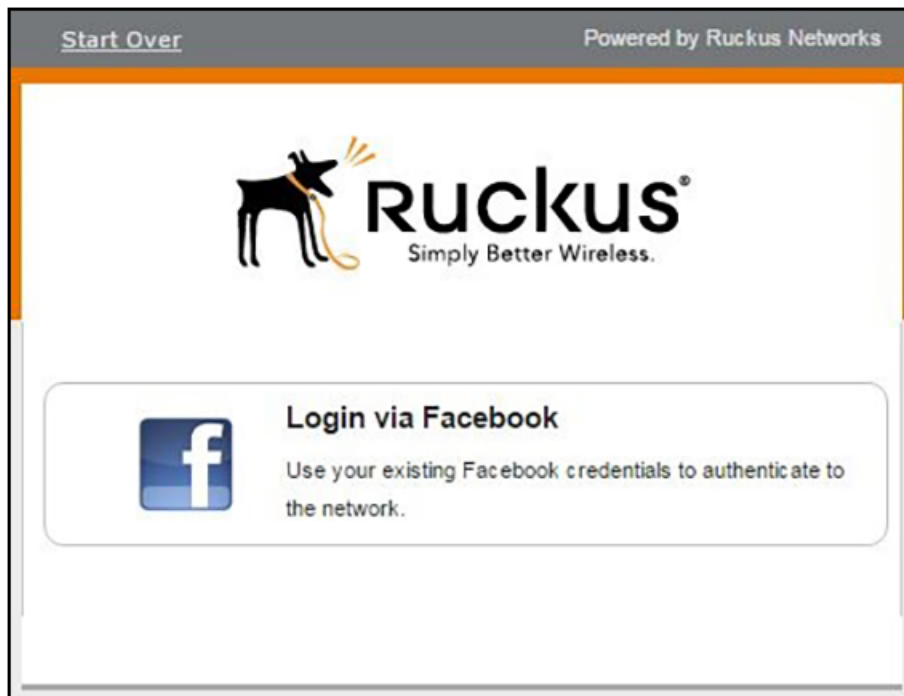 Start Over
Powered by Ruckus Networks
Ruckus®
Simply Better Wireless.
Login via Facebook
Use your existing Facebook credentials to authenticate to
the network.